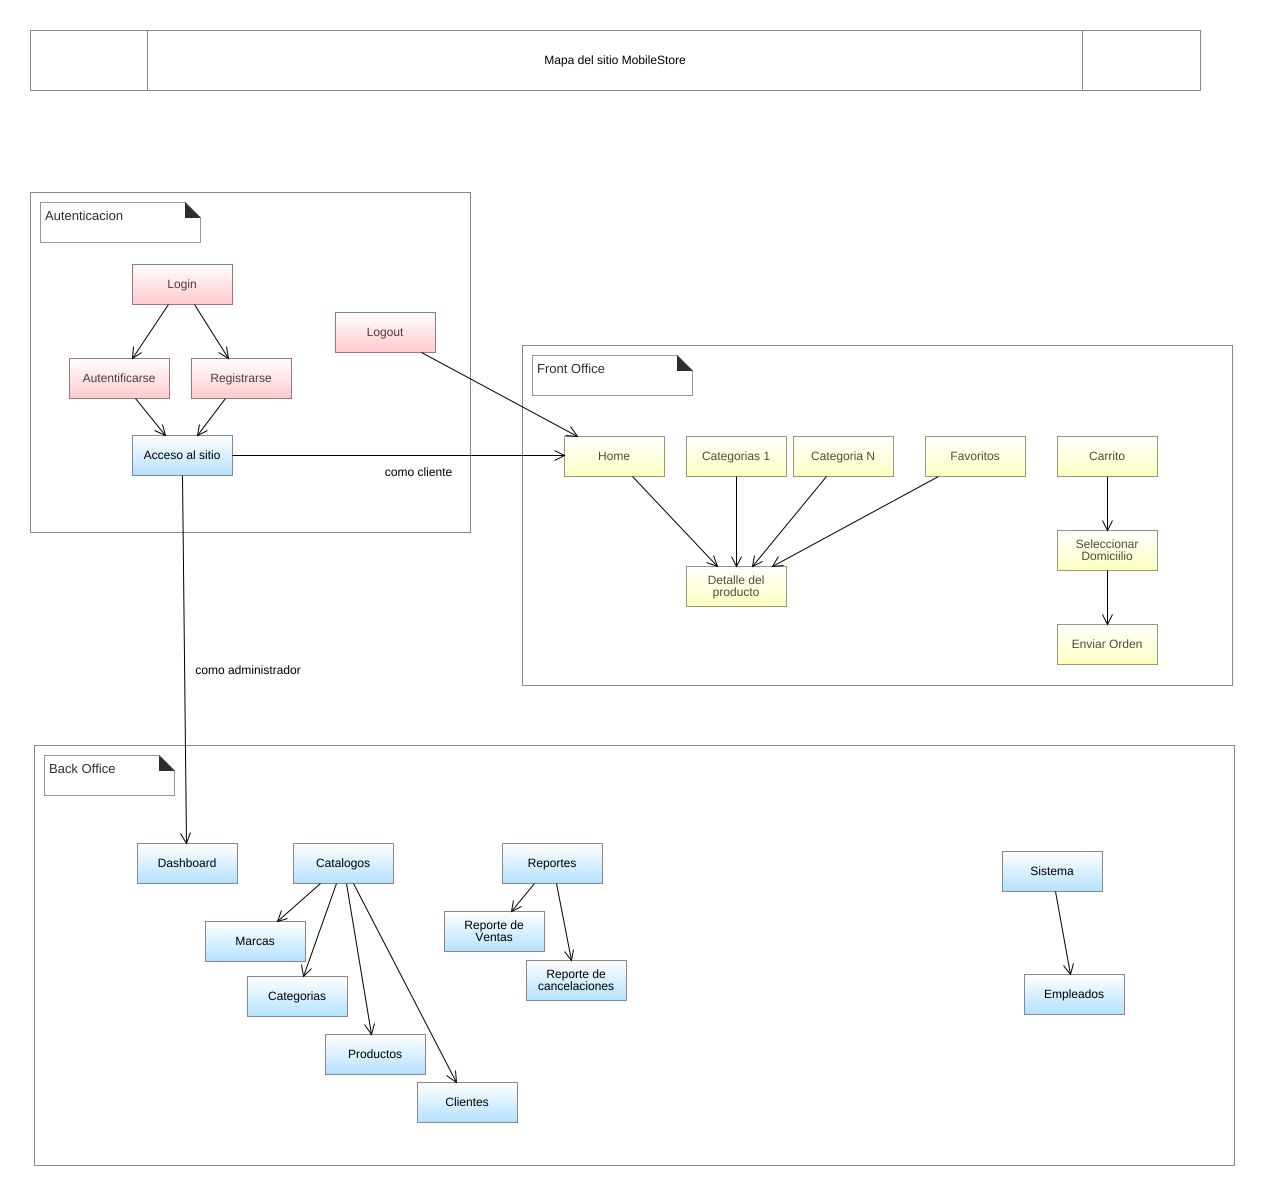 Mapa del sitio MobileStore
Autenticacion
Login
Logout
Autentificarse
Registrarse
Acceso al sitio
como cliente
como administrador
Front Office
Home
Categorias 1
Categoria N
Favoritos
Carrito
Seleccionar
Domiciilio
Detalle del
producto
Enviar Orden
Back Office
Dashboard
Catalogos
Reportes
Sistema
Marcas
Reporte de
Ventas
Categorias
Reporte de
cancelaciones
Empleados
Productos
Clientes